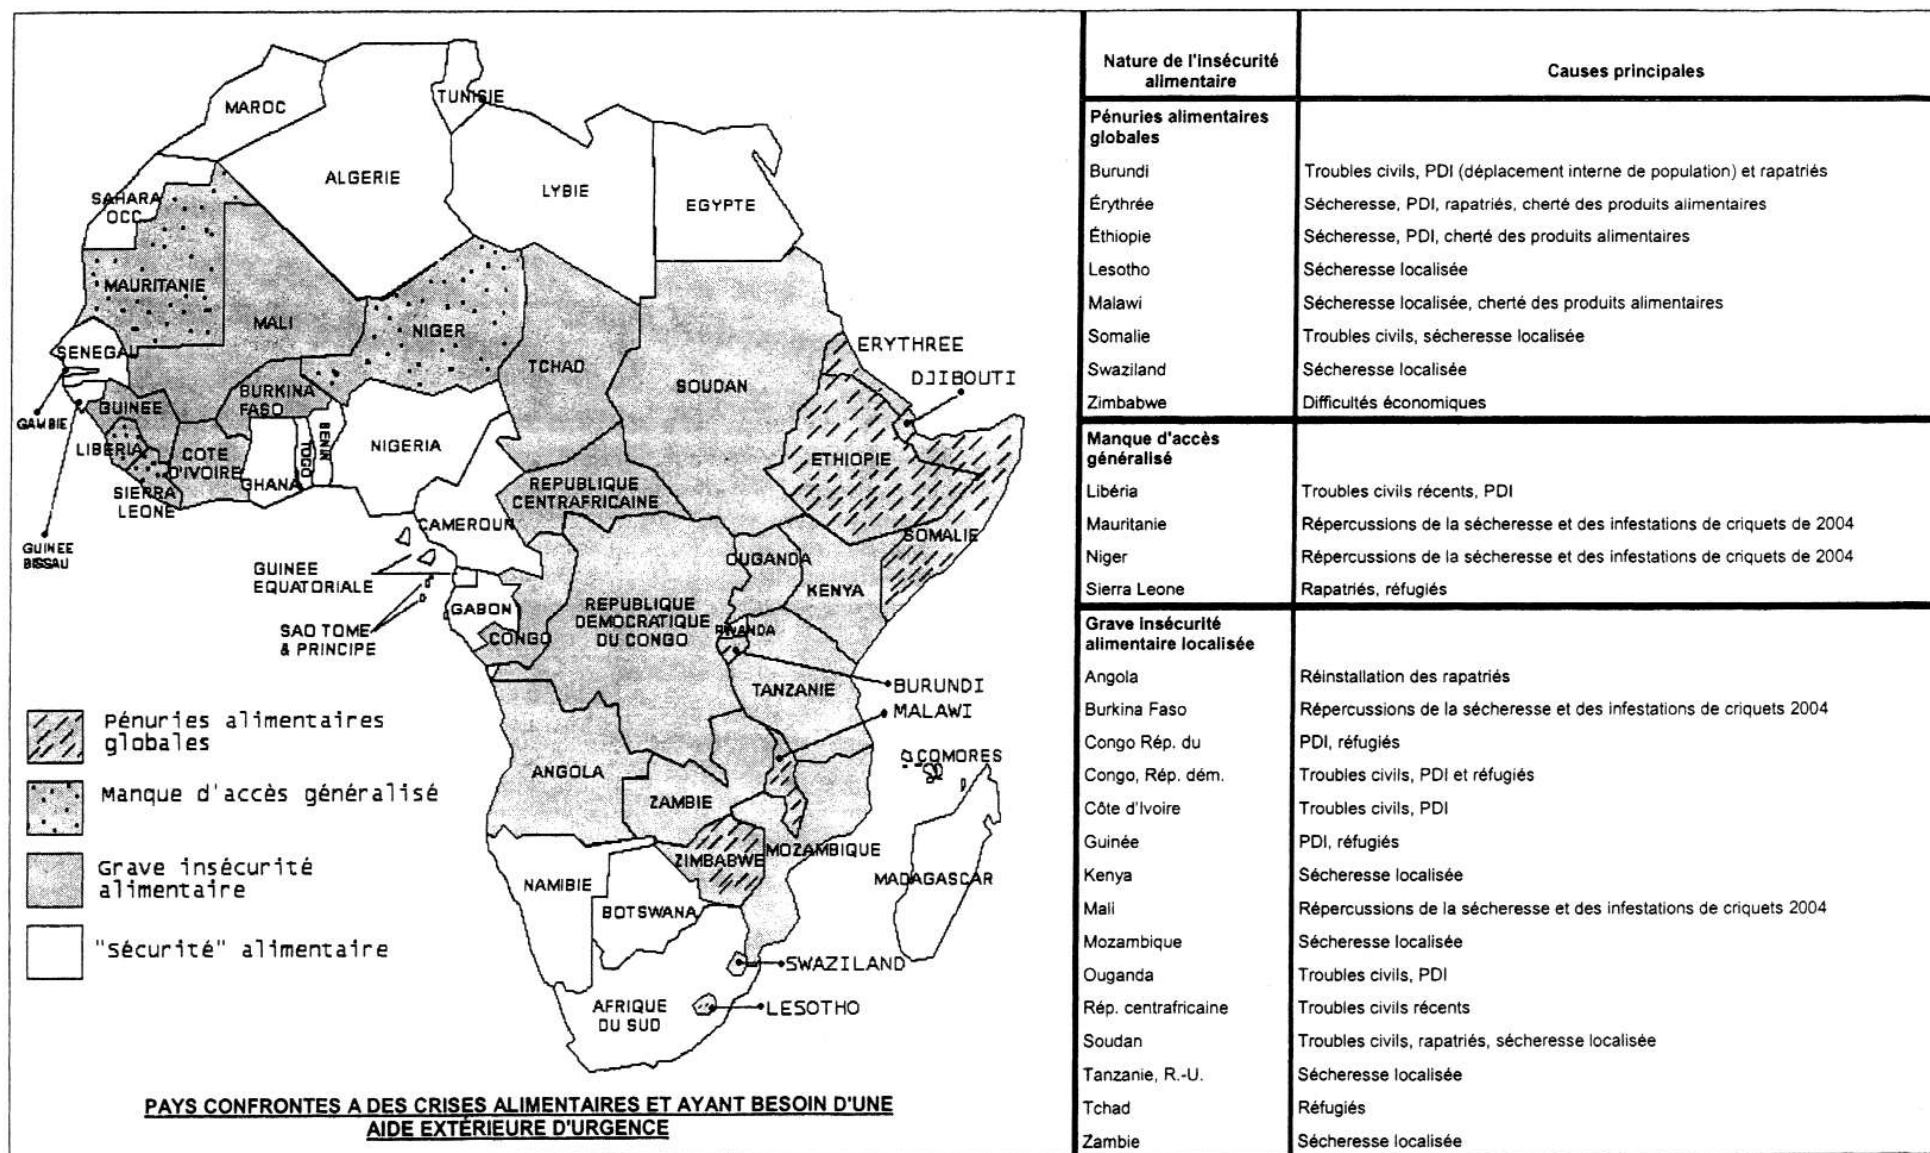 MAROC
TUNISIE
ALGERIE
LYBIE
EGYPTE
SAHARA
OCC.
MAURITANIE
MALI
NIGER
TCHAD
SOUDAN
ERYTHREE
DJIBOUTI
SENEGAL
GAMBIE
GUINEE
BISSAU
GUINEE
BURKINA
FASO
LIBERIA
COTE
D'IVOIRE
SIERRA
LEONE
GHANA
TOGO
BENIN
NIGERIA
ETHIOPIE
SOMALIE
REPUBLIQUE
CENTRAFRICAINE
CAMEROUN
GUINEE
EQUATORIALE
SAO TOME
& PRINCIPE
GABON
CONGO
REPUBLIQUE
DEMOCRATIQUE
DU CONGO
OUGANDA
KENYA
RWANDA
TANZANIE
BURUNDI
MALAWI
COMORES
ANGOLA
ZAMBIE
ZIMBABWE
MOZAMBIQUE
MADAGASCAR
NAMIBIE
BOTSWANA
SWAZILAND
AFRIQUE
DU SUD
LESOTHO
Pénuries alimentaires
globales
Manque d'accès généralisé
Grave insécurité
alimentaire
"Sécurité" alimentaire
PAYS CONFRONTES A DES CRISES ALIMENTAIRES ET AYANT BESOIN D'UNE
AIDE EXTÉRIEURE D'URGENCE
Nature de l'insécurité
alimentaire
Causes principales
Pénuries alimentaires
globales
Burundi Troubles civils, PDI (déplacement interne de population) et rapatriés
Érythrée Sécheresse, PDI, rapatriés, cherté des produits alimentaires
Éthiopie Sécheresse, PDI, cherté des produits alimentaires
Lesotho Sécheresse localisée
Malawi Sécheresse localisée, cherté des produits alimentaires
Somalie Troubles civils, sécheresse localisée
Swaziland Sécheresse localisée
Zimbabwe Difficultés économiques
Manque d'accès
généralisé
Libéria Troubles civils récents, PDI
Mauritanie Répercussions de la sécheresse et des infestations de criquets de 2004
Niger Répercussions de la sécheresse et des infestations de criquets de 2004
Sierra Leone Rapatriés, réfugiés
Grave insécurité
alimentaire localisée
Angola Réinstallation des rapatriés
Burkina Faso Répercussions de la sécheresse et des infestations de criquets 2004
Congo Rép. du PDI, réfugiés
Congo, Rép. dém. Troubles civils, PDI et réfugiés
Côte d'Ivoire Troubles civils, PDI
Guinée PDI, réfugiés
Kenya Sécheresse localisée
Mali Répercussions de la sécheresse et des infestations de criquets 2004
Mozambique Sécheresse localisée
Ouganda Troubles civils, PDI
Rép. centrafricaine Troubles civils récents
Soudan Troubles civils, rapatriés, sécheresse localisée
Tanzanie, R.-U. Sécheresse localisée
Tchad Réfugiés
Zambie Sécheresse localisée